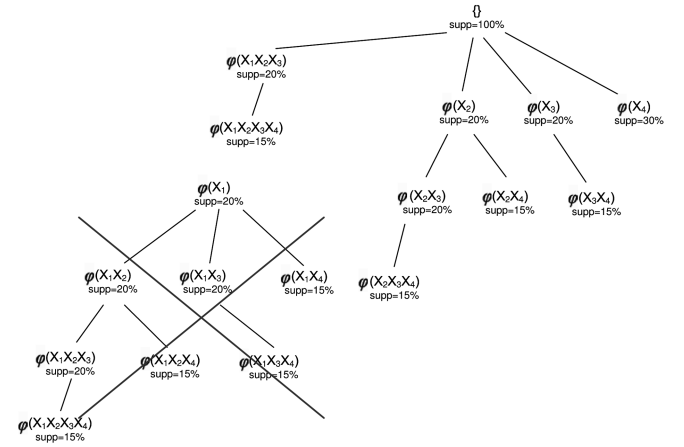 {}
supp=100%
φ(X₁X₂X₃)
supp=20%
φ(X₂)
supp=20%
φ(X₃)
supp=20%
φ(X₄)
supp=30%
φ(X₁X₂X₃X₄)
supp=15%
φ(X₁)
supp=20%
φ(X₂X₃)
supp=20%
φ(X₂X₄)
supp=15%
φ(X₃X₄)
supp=15%
φ(X₁X₂)
supp=20%
φ(X₁X₃)
supp=20%
φ(X₁X₄)
supp=15%
φ(X₂X₃X₄)
supp=15%
φ(X₁X₂X₃)
supp=20%
φ(X₁X₂X₄)
supp=15%
φ(X₁X₃X₄)
supp=15%
φ(X₁X₂X₃X₄)
supp=15%